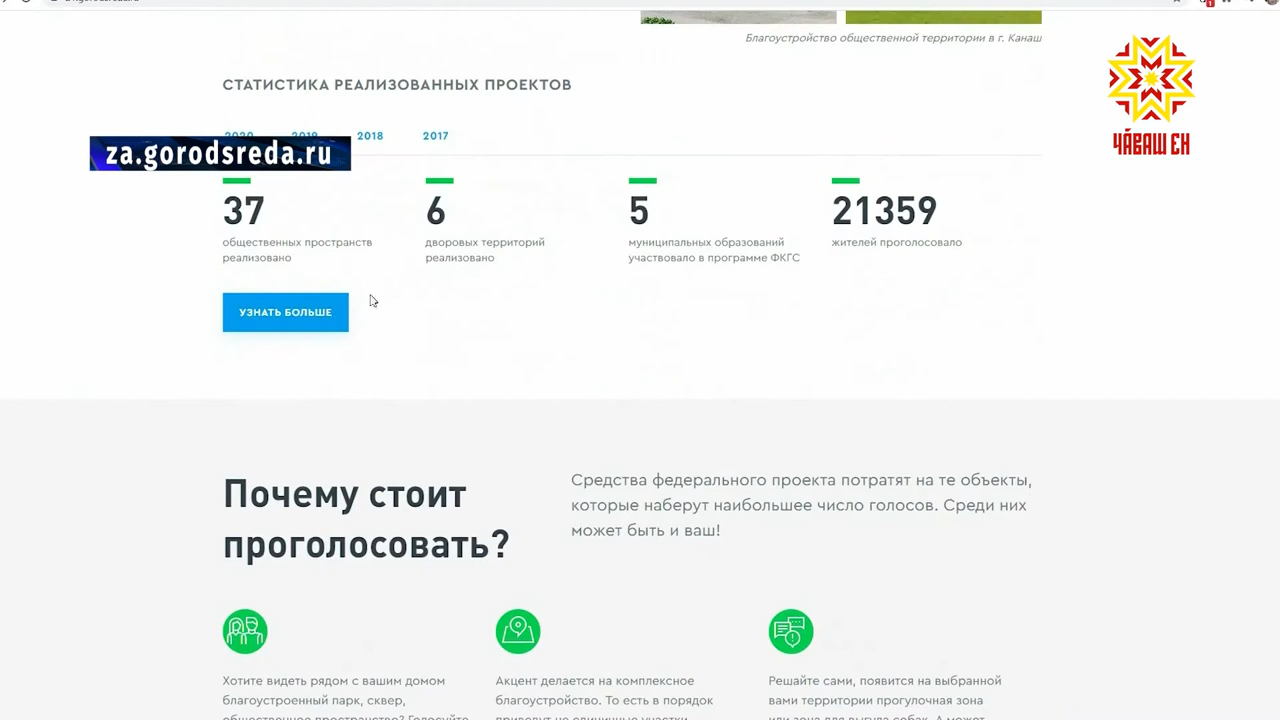 Благоустройство общественной территории в г. Канаш
СТАТИСТИКА РЕАЛИЗОВАННЫХ ПРОЕКТОВ
2020 2019 2018 2017
za.gorodsreda.ru
37
общественных пространств
реализовано
6
дворовых территорий
реализовано
5
муниципальных образований
участвовало в программе ФКГС
21359
жителей проголосовало
УЗНАТЬ БОЛЬШЕ
ЧӐВАШ ЕН
Почему стоит
проголосовать?
Средства федерального проекта потратят на те объекты,
которые наберут наибольшее число голосов. Среди них
может быть и ваш!
Хотите видеть рядом с вашим домом
благоустроенный парк, сквер,
общественное пространство? Голосуйте
Акцент делается на комплексное
благоустройство. То есть в порядок
приведут не единичные участки
Решайте сами, появится на выбранной
вами территории прогулочная зона
или зона для выгула собак. А может